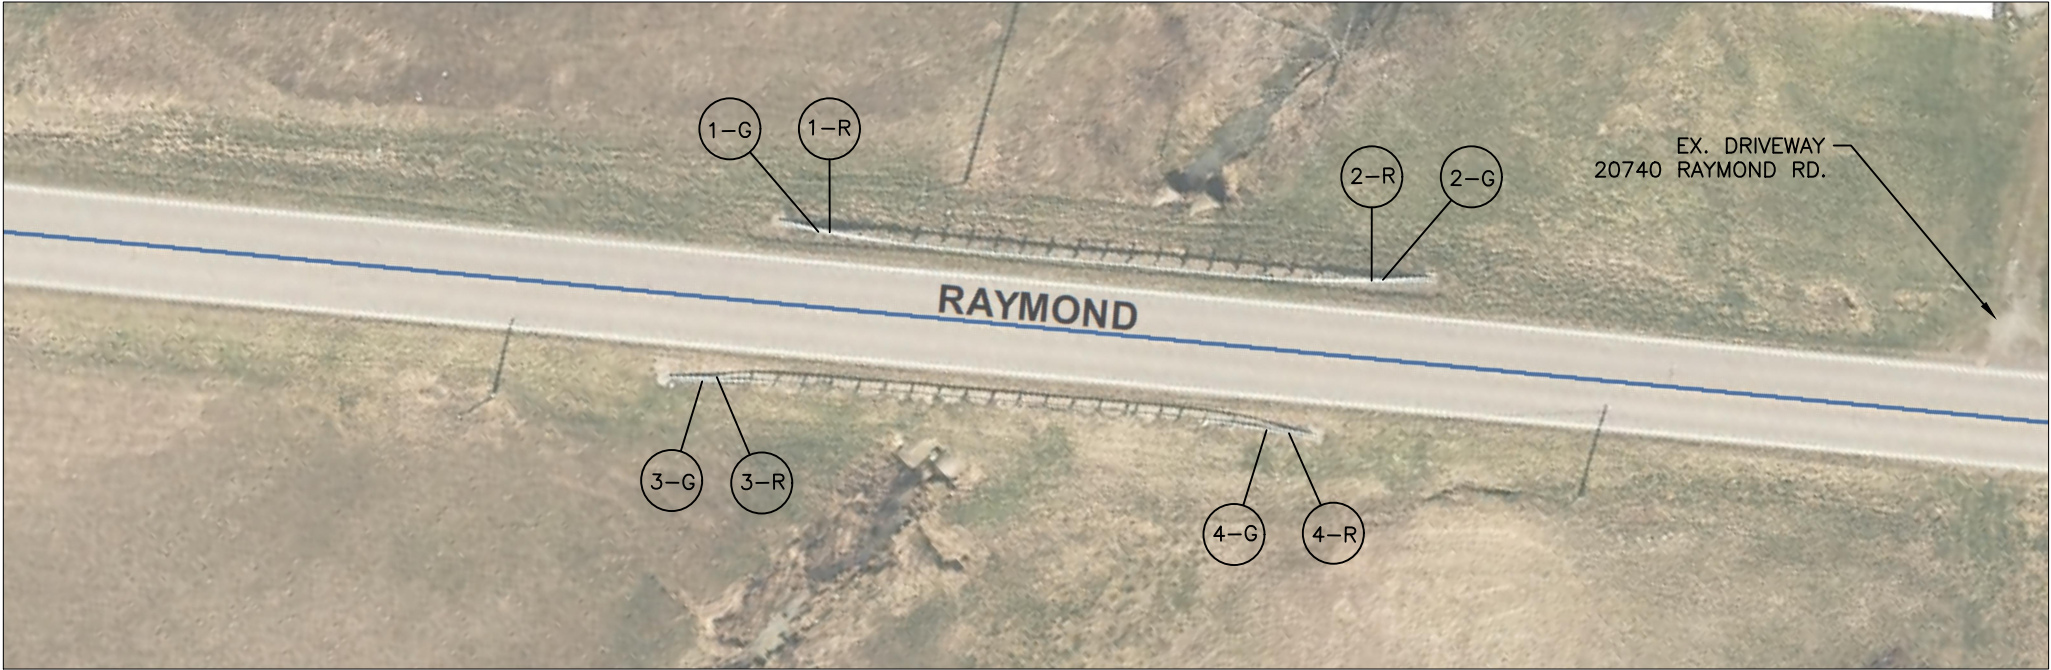 1-G
1-R
2-R
2-G
EX. DRIVEWAY
20740 RAYMOND RD.
RAYMOND
3-G
3-R
4-G
4-R